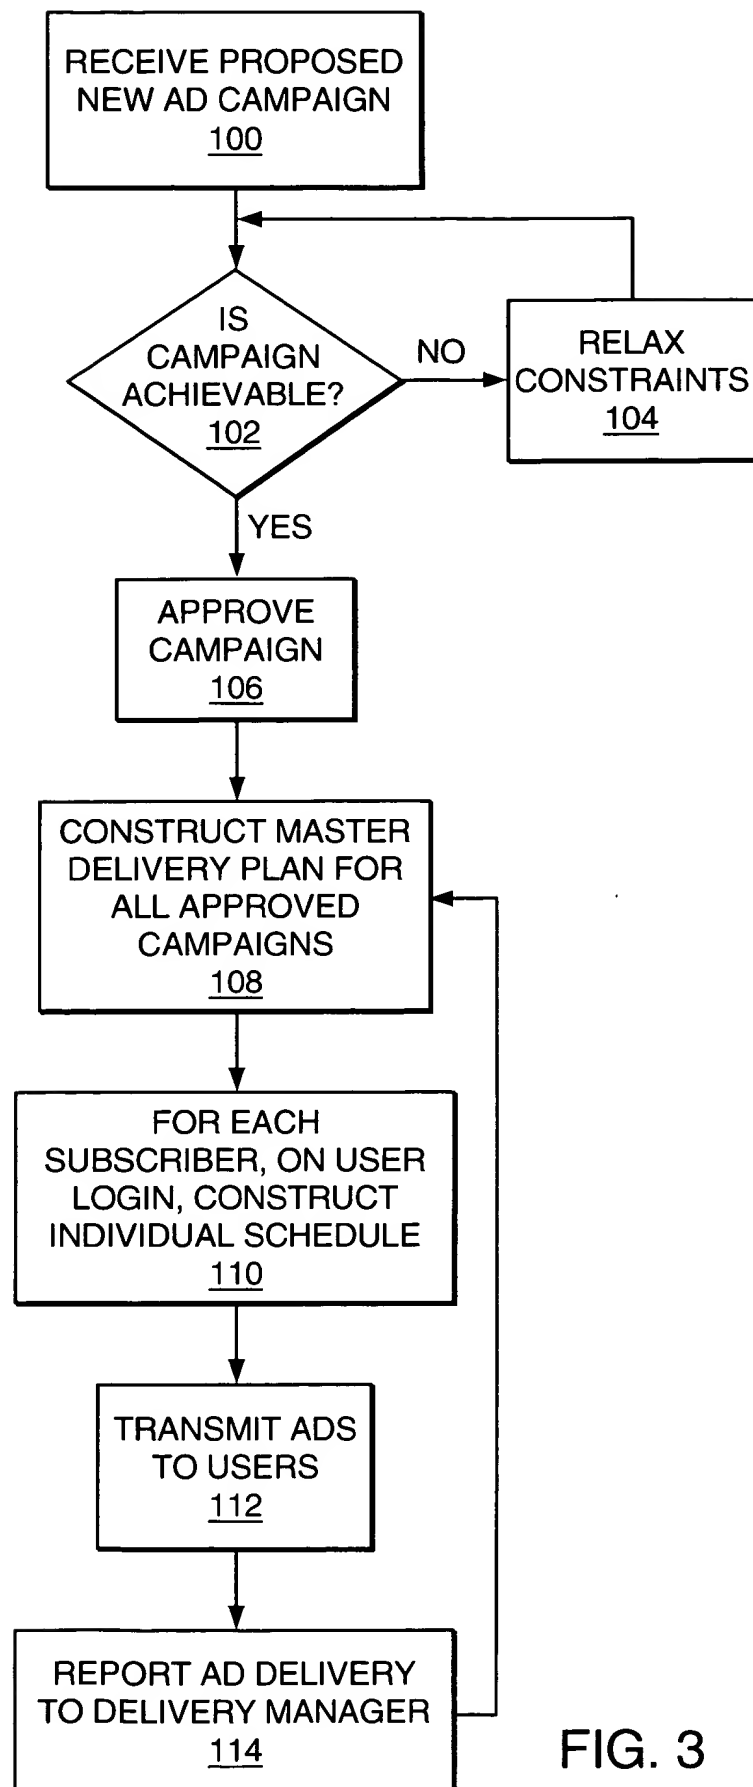 RECEIVE PROPOSED
NEW AD CAMPAIGN
100
IS
CAMPAIGN
ACHIEVABLE?
102
NO
RELAX
CONSTRAINTS
104
YES
APPROVE
CAMPAIGN
106
CONSTRUCT MASTER
DELIVERY PLAN FOR
ALL APPROVED
CAMPAIGNS
108
FOR EACH
SUBSCRIBER, ON USER
LOGIN, CONSTRUCT
INDIVIDUAL SCHEDULE
110
TRANSMIT ADS
TO USERS
112
REPORT AD DELIVERY
TO DELIVERY MANAGER
114
FIG. 3